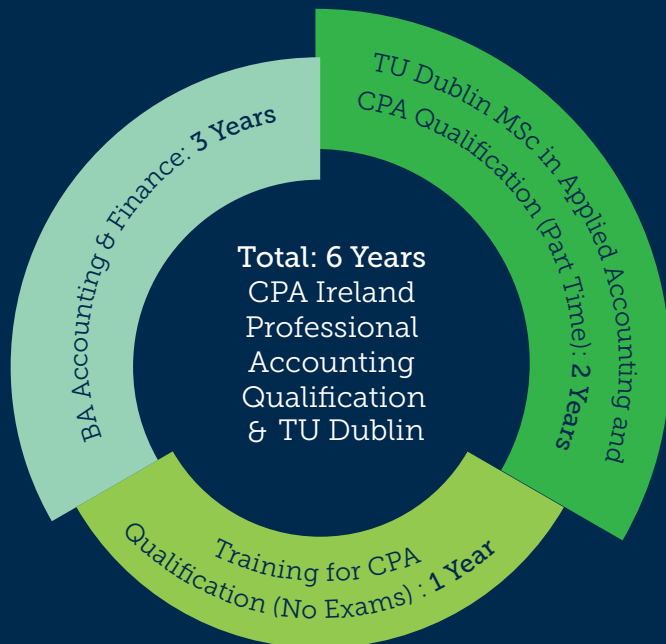 BA Accounting & Finance: 3 Years
TU Dublin MSc in Applied Accounting and
CPA Qualification (Part Time): 2 Years
Total: 6 Years
CPA Ireland
Professional
Accounting
Qualification
& TU Dublin
Training for CPA
Qualification (No Exams) : 1 Year